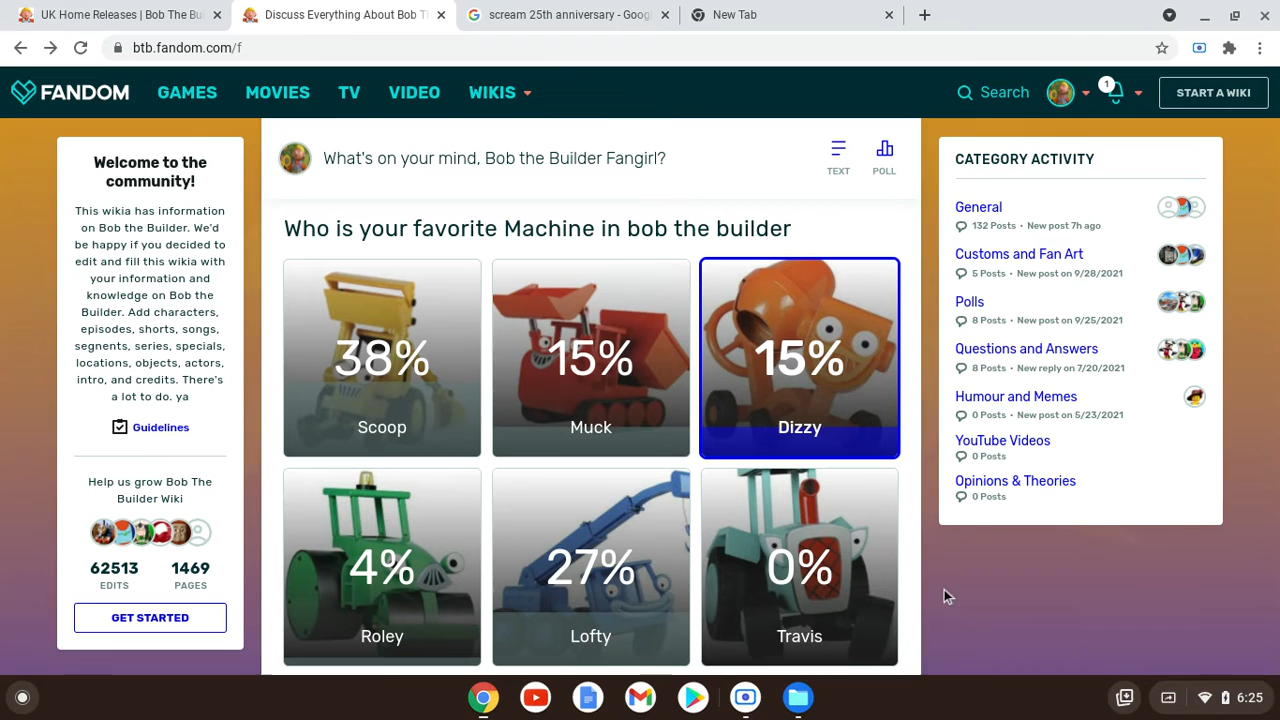 UK Home Releases | Bob The Bu
Discuss Everything About Bob T
scream 25th anniversary - Goog
New Tab
btb.fandom.com/f
FANDOM
GAMES
MOVIES
TV
VIDEO
WIKIS
Search
1
START A WIKI
Welcome to the
community!
This wikia has information
on Bob the Builder. We'd
be happy if you decided to
edit and fill this wikia with
your information and
knowledge on Bob the
Builder. Add characters,
episodes, shorts, songs,
segnents, series, specials,
locations, objects, actors,
intro, and credits. There's
a lot to do. ya
Guidelines
Help us grow Bob The
Builder Wiki
62513
EDITS
1469
PAGES
GET STARTED
What's on your mind, Bob the Builder Fangirl?
TEXT
POLL
Who is your favorite Machine in bob the builder
38%
Scoop
15%
Muck
15%
Dizzy
4%
Roley
27%
Lofty
0%
Travis
CATEGORY ACTIVITY
General
132 Posts • New post 7h ago
Customs and Fan Art
5 Posts • New post on 9/28/2021
Polls
8 Posts • New post on 9/25/2021
Questions and Answers
8 Posts • New reply on 7/20/2021
Humour and Memes
0 Posts • New post on 5/23/2021
YouTube Videos
0 Posts
Opinions & Theories
0 Posts
6:25